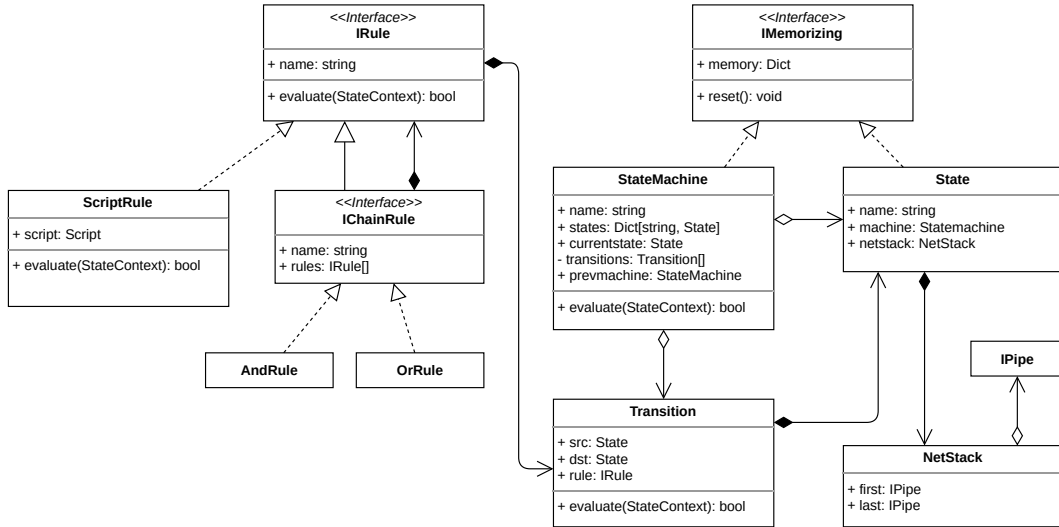 <<Interface>>
IRule
+ name: string
+ evaluate(StateContext): bool
<<Interface>>
IMemorizing
+ memory: Dict
+ reset(): void
ScriptRule
+ script: Script
+ evaluate(StateContext): bool
<<Interface>>
IChainRule
+ name: string
+ rules: IRule[]
StateMachine
+ name: string
+ states: Dict[string, State]
+ currentstate: State
- transitions: Transition[]
+ prevmachine: StateMachine
+ evaluate(StateContext): bool
State
+ name: string
+ machine: Statemachine
+ netstack: NetStack
AndRule
OrRule
IPipe
Transition
+ src: State
+ dst: State
+ rule: IRule
+ evaluate(StateContext): bool
NetStack
+ first: IPipe
+ last: IPipe